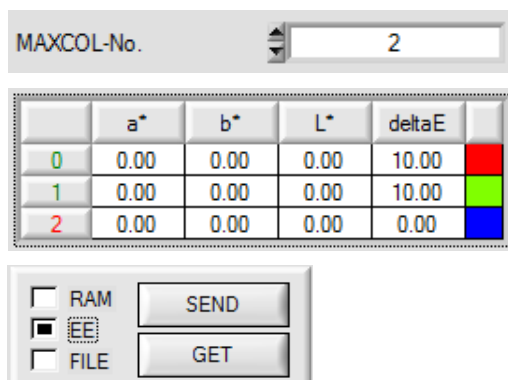 MAXCOL-No. 2
a* b* L* deltaE
0 0.00 0.00 0.00 10.00
1 0.00 0.00 0.00 10.00
2 0.00 0.00 0.00 0.00
RAM SEND
EE
FILE GET